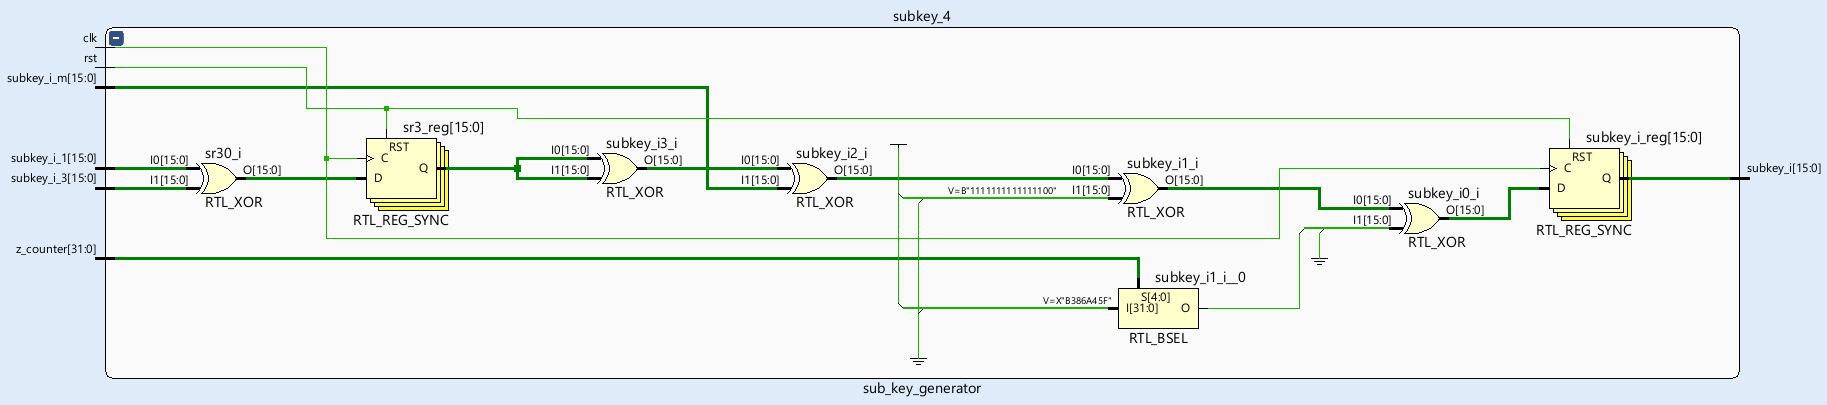 subkey_4
clk
rst
subkey_i_m[15:0]
sr3_reg[15:0]
subkey_i_reg[15:0]
subkey_i3_i
RST
C
Q
D
RTL_REG_SYNC
subkey_i_1[15:0]
subkey_i_3[15:0]
I0[15:0]
I1[15:0]
sr30_i
O[15:0]
RTL_XOR
I0[15:0]
I1[15:0]
O[15:0]
RTL_XOR
subkey_i2_i
I0[15:0]
I1[15:0]
O[15:0]
RTL_XOR
subkey_i1_i
I0[15:0]
V=B"1111111111111100"
I1[15:0]
O[15:0]
RTL_XOR
subkey_i0_i
I0[15:0]
I1[15:0]
O[15:0]
RTL_XOR
RST
C
Q
D
RTL_REG_SYNC
subkey_i[15:0]
z_counter[31:0]
subkey_i1_i__0
V=X"B386A45F"
S[4:0]
I[31:0]
O
RTL_BSEL
sub_key_generator